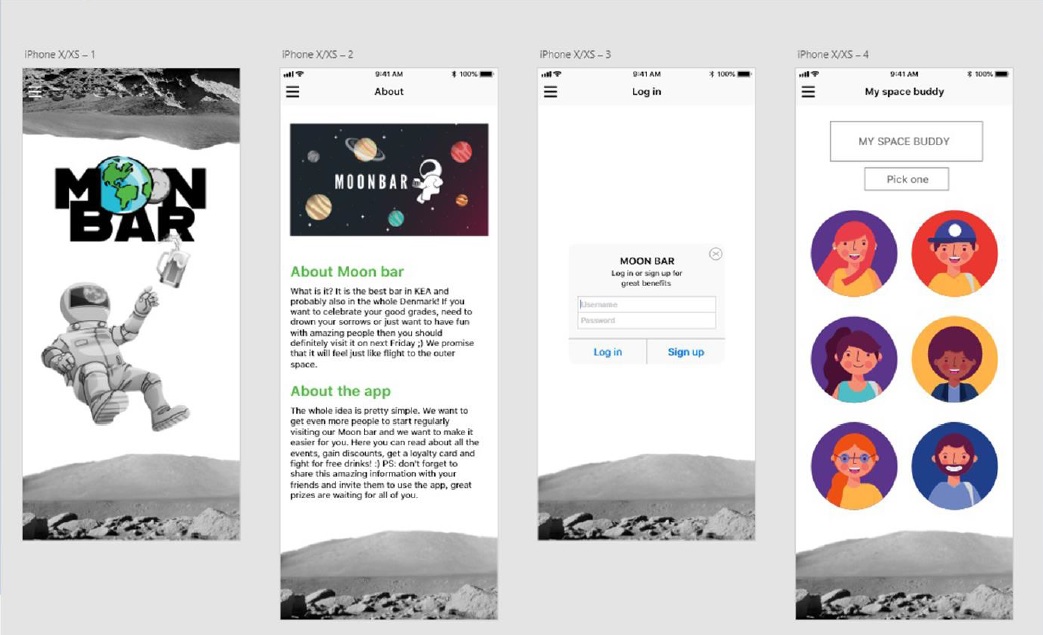 iPhone X/XS – 1
MOON
BAR
iPhone X/XS – 2
9:41 AM
100%
About
MOONBAR
About Moon bar
What is it? It is the best bar in KEA and
probably also in the whole Denmark! If you
want to celebrate your good grades, need to
drown your sorrows or just want to have fun
with amazing people then you should
definitely visit it on next Friday ;) We promise
that it will feel just like flight to the outer
space.
About the app
The whole idea is pretty simple. We want to
get even more people to start regularly
visiting our Moon bar and we want to make it
easier for you. Here you can read about all the
events, gain discounts, get a loyalty card and
fight for free drinks! :) PS: don't forget to
share this amazing information with your
friends and invite them to use the app, great
prizes are waiting for all of you.
iPhone X/XS – 3
9:41 AM
100%
Log in
MOON BAR
Log in or sign up for
great benefits
Username
Password
Log in
Sign up
iPhone X/XS – 4
9:41 AM
100%
My space buddy
MY SPACE BUDDY
Pick one